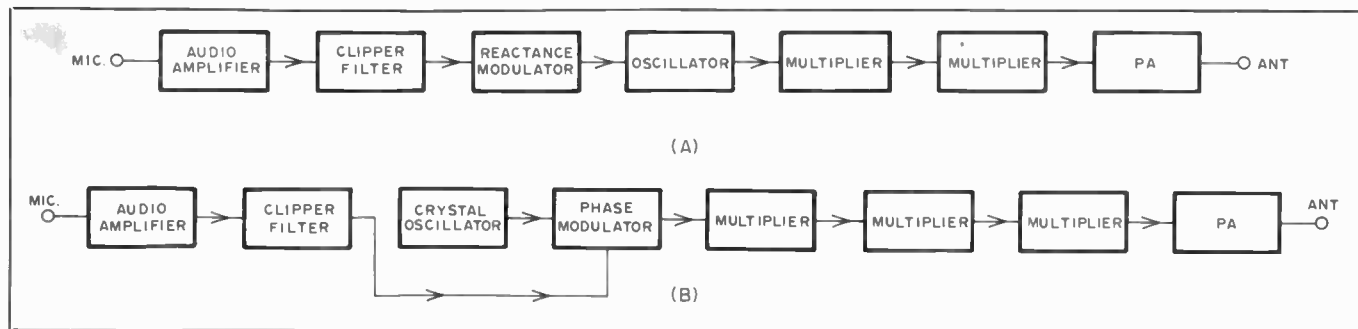 MIC.
AUDIO
AMPLIFIER
CLIPPER
FILTER
REACTANCE
MODULATOR
OSCILLATOR
MULTIPLIER
MULTIPLIER
PA
ANT
(A)
MIC.
AUDIO
AMPLIFIER
CLIPPER
FILTER
CRYSTAL
OSCILLATOR
PHASE
MODULATOR
MULTIPLIER
MULTIPLIER
MULTIPLIER
PA
ANT
(B)